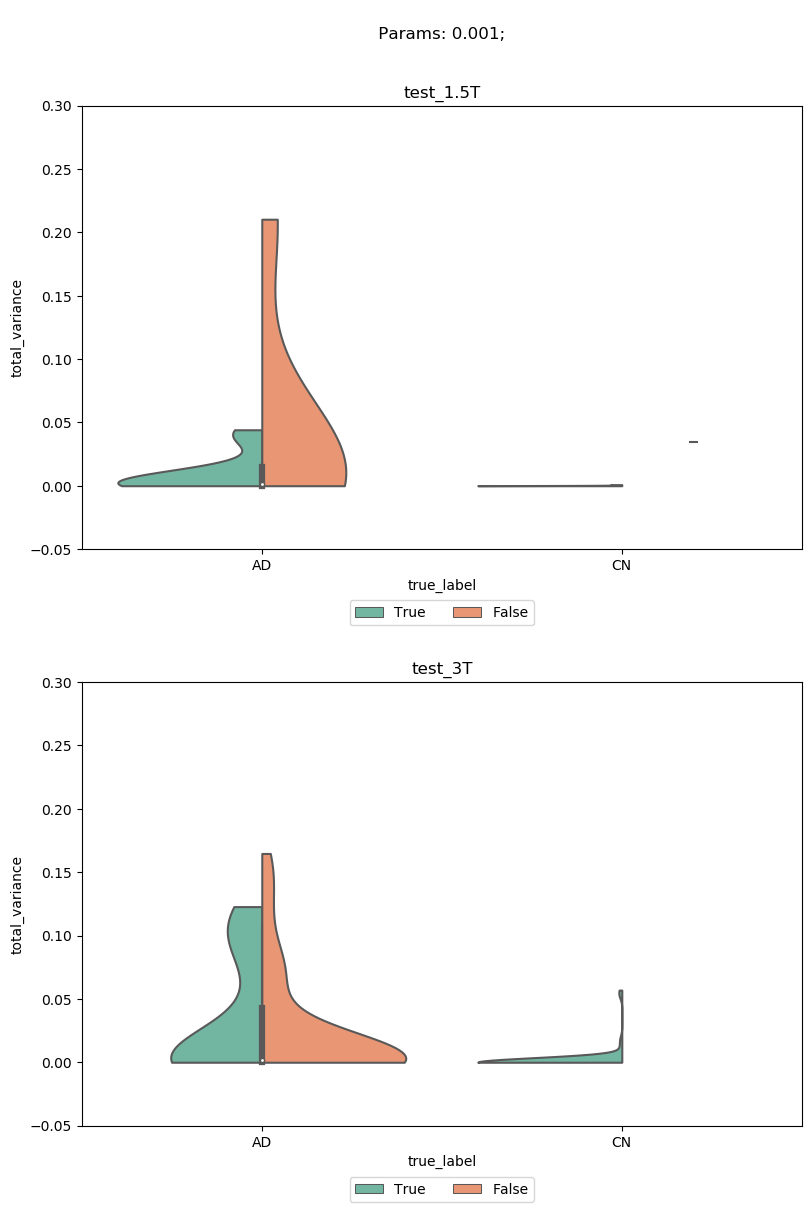 Params: 0.001;
test_1.5T
0.30
0.25
0.20
0.15
0.10
0.05
0.00
−0.05
total_variance
AD
CN
true_label
True
False
test_3T
0.30
0.25
0.20
0.15
0.10
0.05
0.00
−0.05
total_variance
AD
CN
true_label
True
False